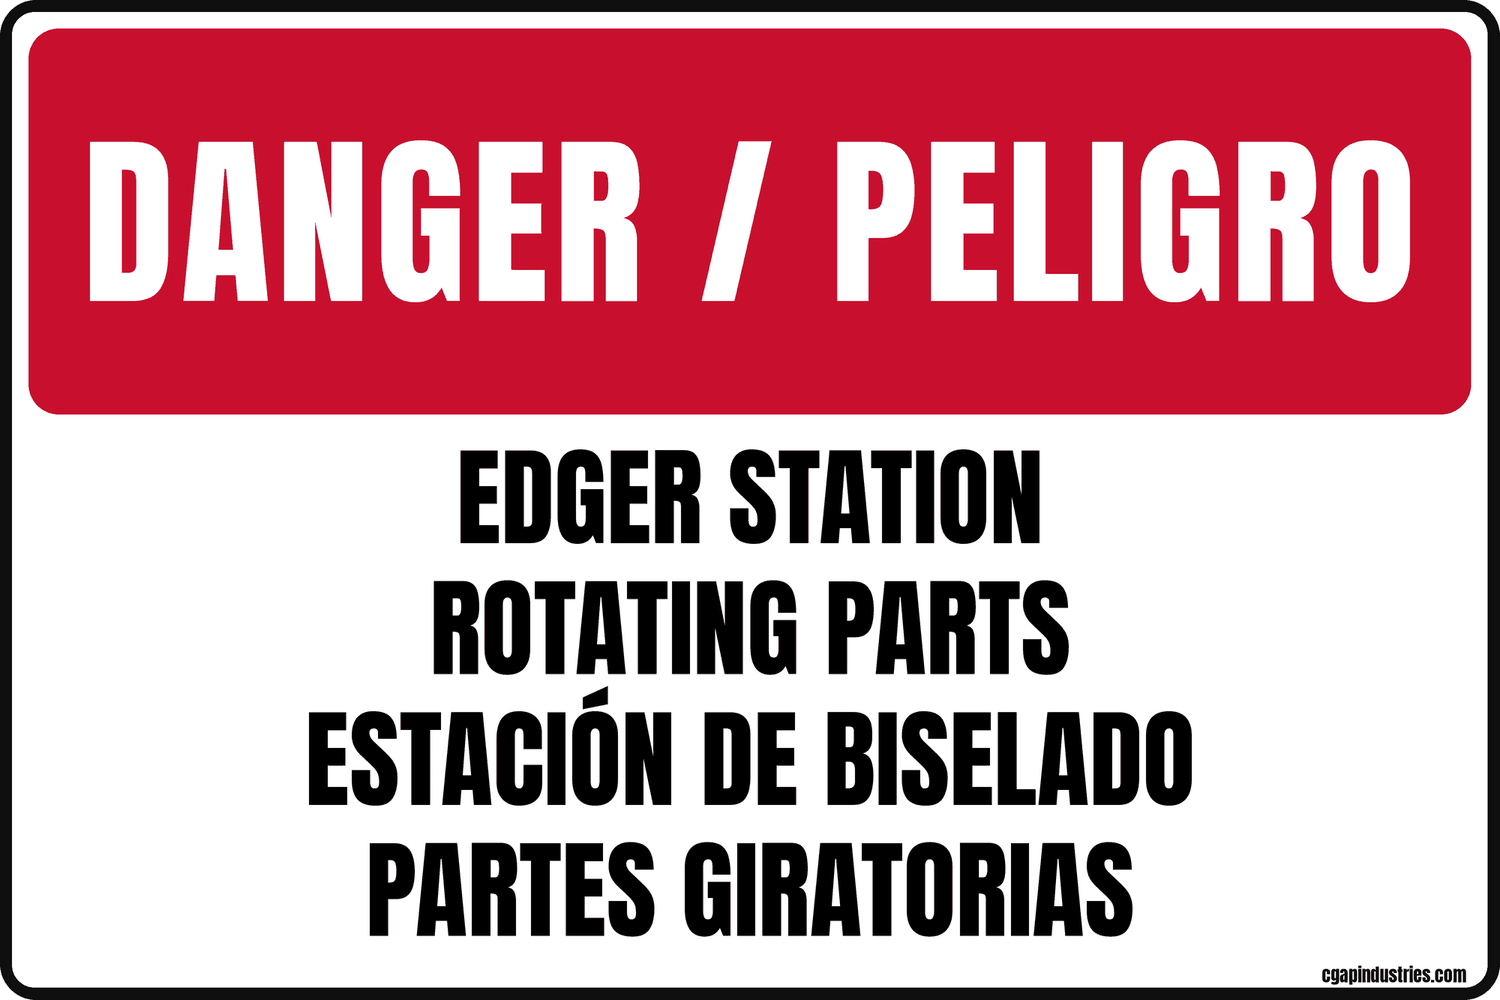 DANGER / PELIGRO
EDGER STATION
ROTATING PARTS
ESTACIÓN DE BISELADO
PARTES GIRATORIAS
cgapindustries.com